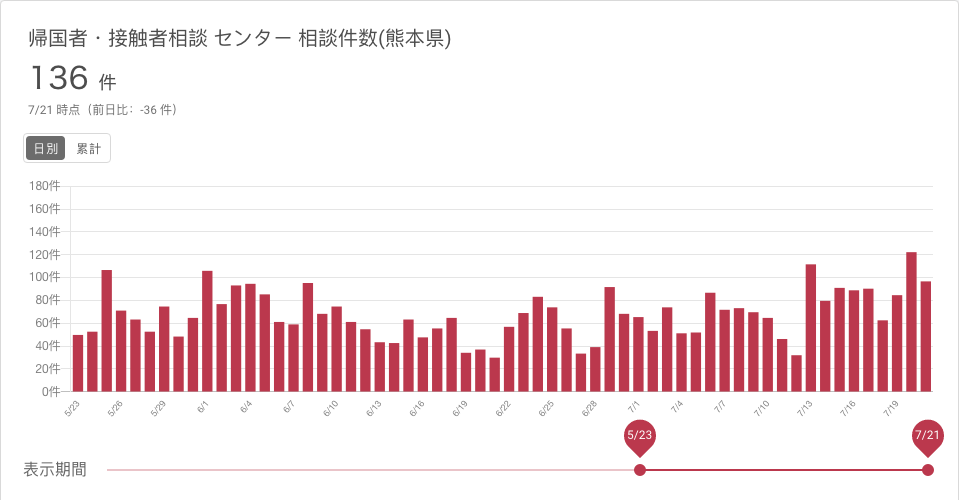 帰国者・接触者相談 センター 相談件数(熊本県)
136 件
7/21 時点（前日比： -36 件）
日別 累計
180件
160件
140件
120件
100件
80件
60件
40件
20件
0件
5/23 5/26 5/29 6/1 6/4 6/7 6/10 6/13 6/16 6/19 6/22 6/25 6/28 7/1 7/4 7/7 7/10 7/13 7/16 7/19
5/23 7/21
表示期間